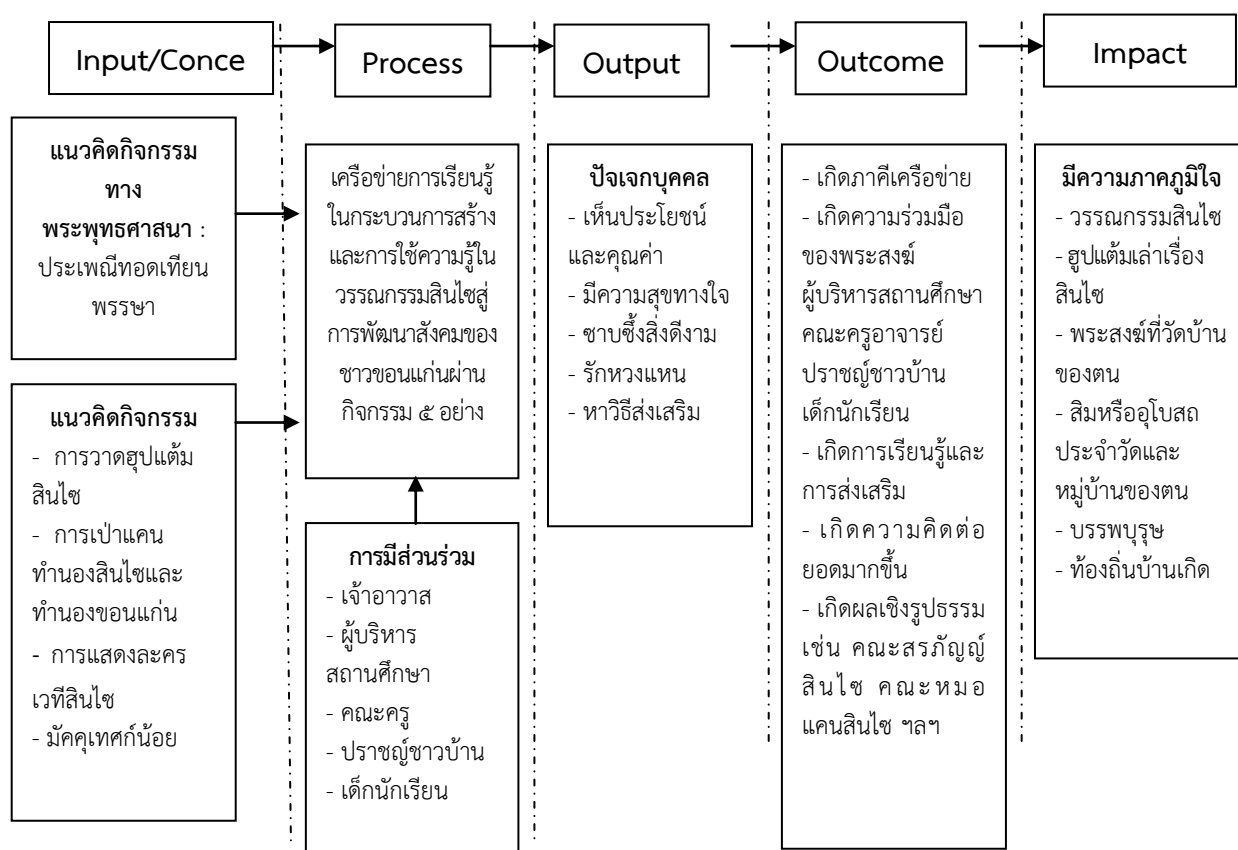 Input/Conce
Process
Output
Outcome
Impact
แนวคิดกิจกรรม
ทาง
พระพุทธศาสนา :
ประเพณีทอดเทียน
พรรษา
แนวคิดกิจกรรม
- การวาดฮุปแต้ม
สินไซ
- การเป่าแคน
ทำนองสินไซและ
ทำนองขอนแก่น
- การแสดงละคร
เวทีสินไซ
- มัคคุเทศก์น้อย
เครือข่ายการเรียนรู้
ในกระบวนการสร้าง
และการใช้ความรู้ใน
วรรณกรรมสินไซสู่
การพัฒนาสังคมของ
ชาวขอนแก่นผ่าน
กิจกรรม ๕ อย่าง
การมีส่วนร่วม
- เจ้าอาวาส
- ผู้บริหาร
สถานศึกษา
- คณะครู
- ปราชญ์ชาวบ้าน
- เด็กนักเรียน
ปัจเจกบุคคล
- เห็นประโยชน์
และคุณค่า
- มีความสุขทางใจ
- ซาบซึ้งสิ่งดีงาม
- รักหวงแหน
- หาวิธีส่งเสริม
- เกิดภาคีเครือข่าย
- เกิดความร่วมมือ
ของพระสงฆ์
ผู้บริหารสถานศึกษา
คณะครูอาจารย์
ปราชญ์ชาวบ้าน
เด็กนักเรียน
- เกิดการเรียนรู้และ
การส่งเสริม
- เกิดความคิดต่อ
ยอดมากขึ้น
- เกิดผลเชิงรูปธรรม
เช่น คณะสรภัญญ์
สินไซ คณะหมอ
แคนสินไซ ฯลฯ
มีความภาคภูมิใจ
- วรรณกรรมสินไซ
-ฮูปแต้มเล่าเรื่อง
สินไซ
- พระสงฆ์ที่วัดบ้าน
ของตน
- สิมหรืออุโบสถ
ประจำวัดและ
หมู่บ้านของตน
- บรรพบุรุษ
- ท้องถิ่นบ้านเกิด